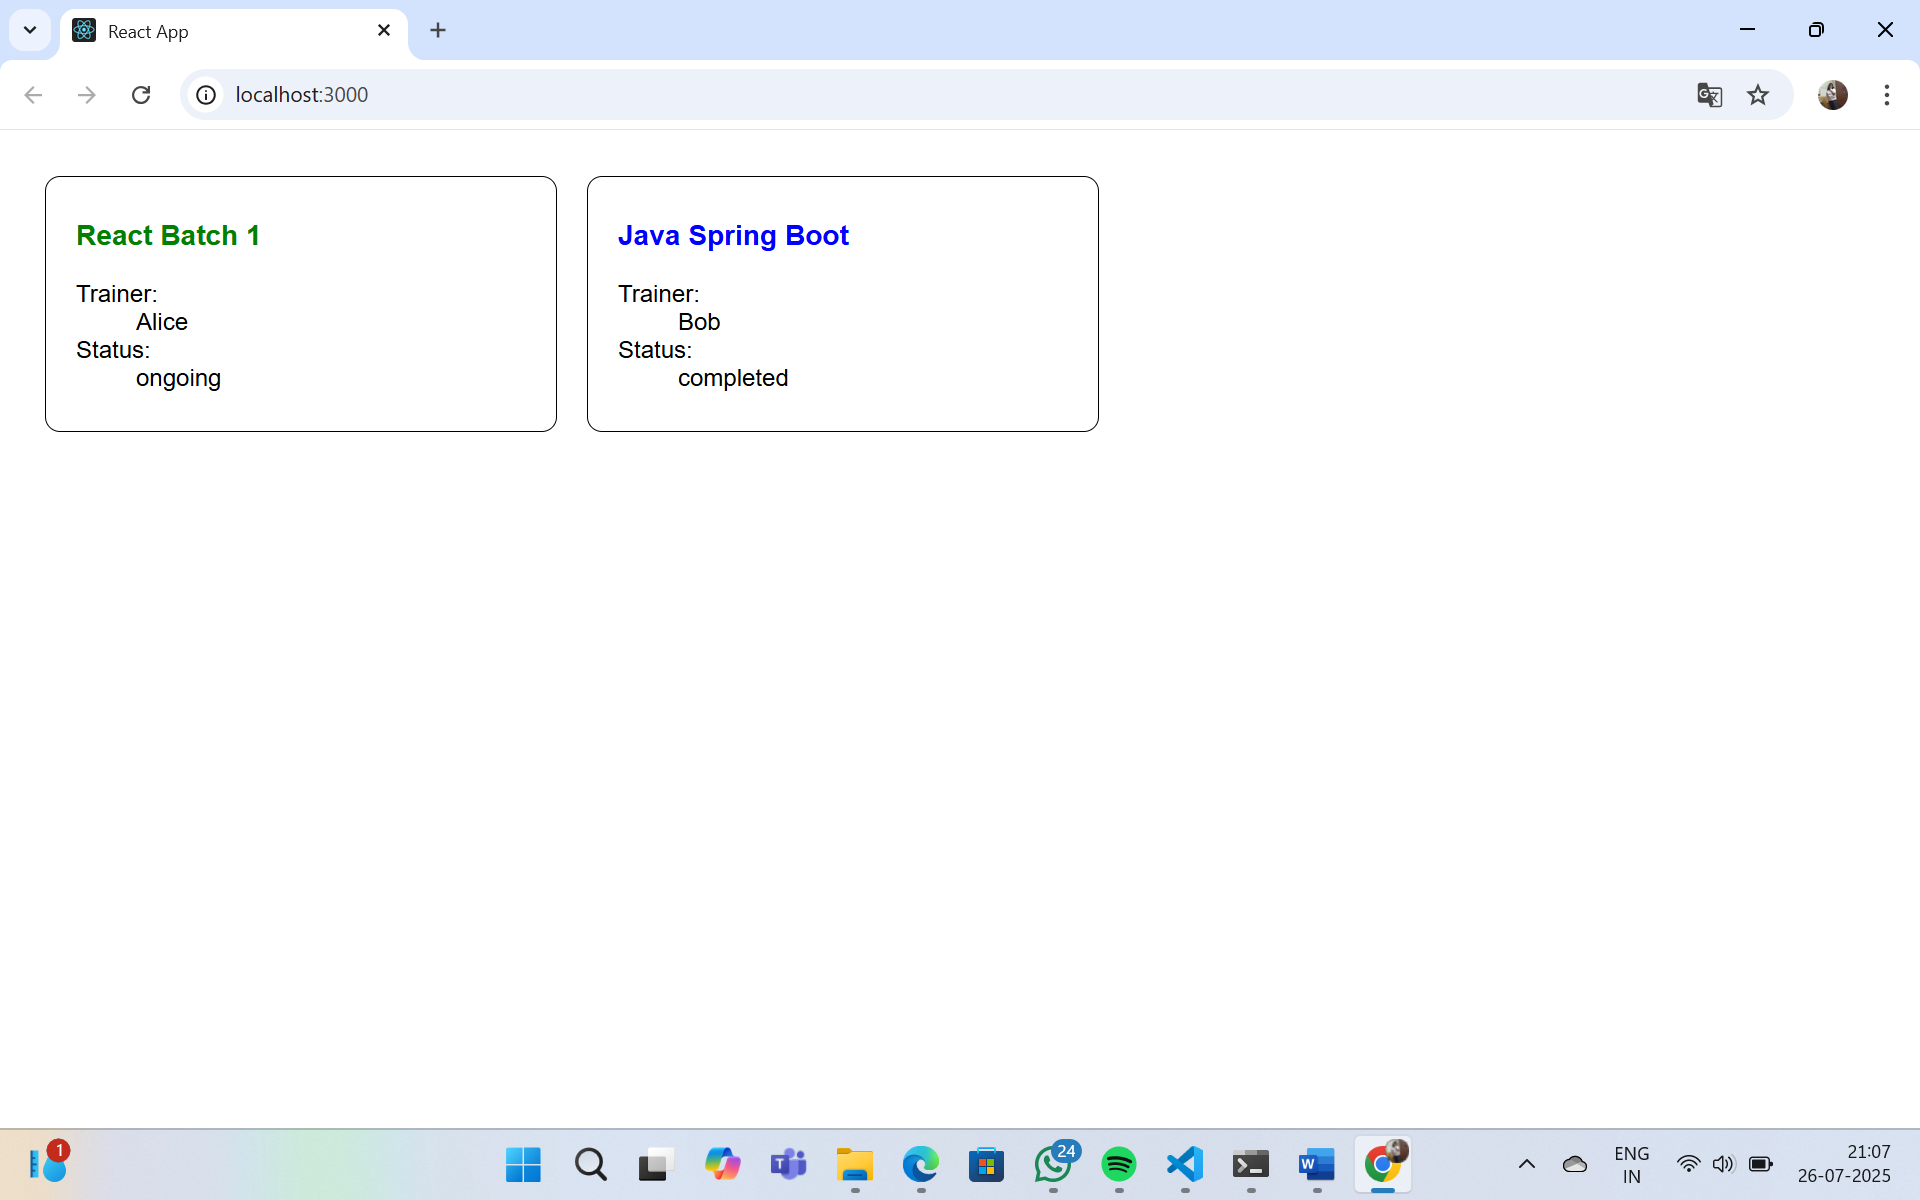 React App
localhost:3000
React Batch 1
Trainer:
Alice
Status:
ongoing
Java Spring Boot
Trainer:
Bob
Status:
completed
1
24
ENG
IN
21:07
26-07-2025